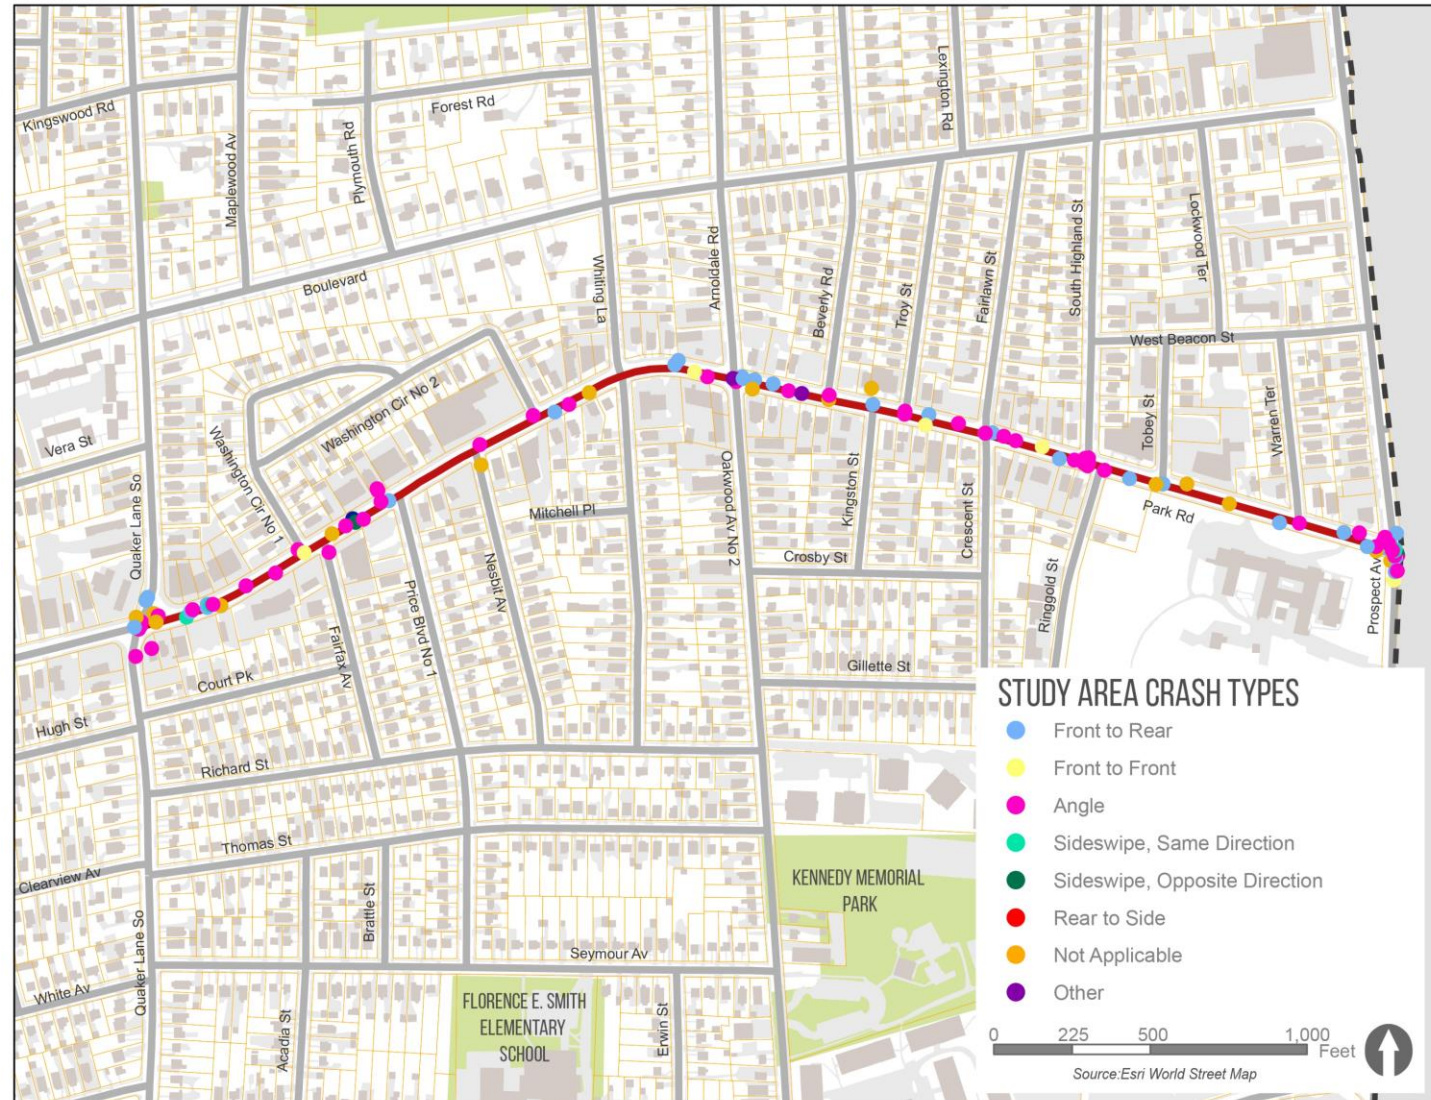 Kingswood Rd
Maplewood Av
Plymouth Rd
Forest Rd
Lexington Rd
Boulevard
Whiting La
Arnoldale Rd
Beverly Rd
Troy St
Fairlawn St
South Highland St
Lockwood Ter
West Beacon St
Vera St
Quaker Lane So
Washington Cir No 1
Washington Cir No 2
Mitchell Pl
Nesbit Av
Price Blvd No 1
Fairfax Av
Court Pk
Hugh St
Richard St
Oakwood Av No 2
Kingston St
Crosby St
Crescent St
Gillette St
Ringgold St
Tobey St
Warren Ter
Park Rd
Prospect Av
Thomas St
Clearview Av
Quaker Lane So
White Av
Brattle St
Acadia St
Seymour Av
Erwin St
KENNEDY MEMORIAL
PARK
FLORENCE E. SMITH
ELEMENTARY
SCHOOL
STUDY AREA CRASH TYPES
Front to Rear
Front to Front
Angle
Sideswipe, Same Direction
Sideswipe, Opposite Direction
Rear to Side
Not Applicable
Other
0 225 500 1,000
Feet
Source:Esri World Street Map